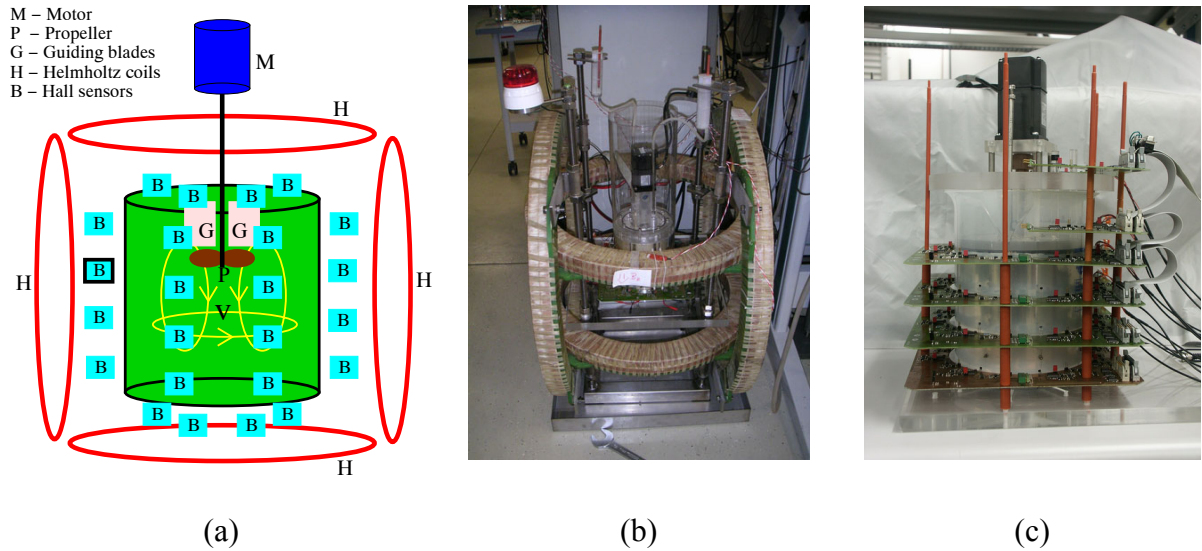 M – Motor
P – Propeller
G – Guiding blades
H – Helmholtz coils
B – Hall sensors
M
H
B B B B
G G
B B B B
H B P B H
B B
V
B B B B
B B B B
B B B B
H
(a) (b) (c)